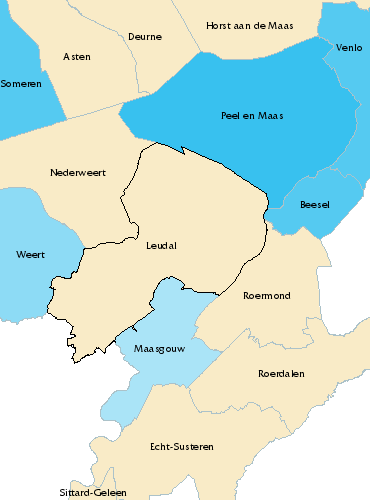 Horst aan de Maas
Deurne
Venlo
Asten
Someren
Peel en Maas
Nederweert
Beesel
Leudal
Weert
Roermond
Maasgouw
Roerdalen
Echt-Susteren
Sittard-Geleen